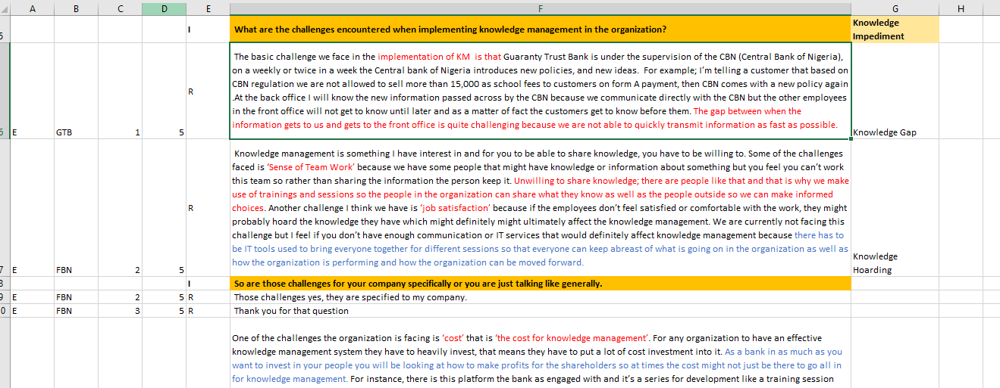 A B C D E F G H
5 I What are the challenges encountered when implementing knowledge management in the organization? Knowledge
Impediment
The basic challenge we face in the implementation of KM is that Guaranty Trust Bank is under the supervision of the CBN (Central Bank of Nigeria),
on a weekly or twice in a week the Central bank of Nigeria introduces new policies, and new ideas. For example; I'm telling a customer that based on
CBN regulation we are not allowed to sell more than 15,000 as school fees to customers on form A payment, then CBN comes with a new policy again
R
.At the back office I will know the new information passed across by the CBN because we communicate directly with the CBN but the other employees
in the front office will not get to know until later and as a matter of fact the customers get to know before them. The gap between when the
information gets to us and gets to the front office is quite challenging because we are not able to quickly transmit information as fast as possible.
E GTB 1 5 Knowledge Gap
Knowledge management is something I have interest in and for you to be able to share knowledge, you have to be willing to. Some of the challenges
faced is ‘Sense of Team Work’ because we have some people that might have knowledge or information about something but you feel you can't work
this team so rather than sharing the information the person keep it. Unwilling to share knowledge; there are people like that and that is why we make
use of trainings and sessions so the people in the organization can share what they know as well as the people outside so we can make informed
R choices. Another challenge I think we have is ‘job satisfaction’ because if the employees don't feel satisfied or comfortable with the work, they might
probably hoard the knowledge they have which might definitely might ultimately affect the knowledge management. We are currently not facing this
challenge but I feel if you don't have enough communication or IT services that would definitely affect knowledge management because there has to
be IT tools used to bring everyone together for different sessions so that everyone can keep abreast of what is going on in the organization as well as
how the organization is performing and how the organization can be moved forward.
7 E FBN 2 5 Knowledge
Hoarding
8 I So are those challenges for your company specifically or you are just talking like generally.
9 E FBN 2 5 R Those challenges yes, they are specified to my company.
0 E FBN 3 5 R Thank you for that question
One of the challenges the organization is facing is ‘cost’ that is ‘the cost for knowledge management’. For any organization to have an effective
knowledge management system they have to heavily invest, that means they have to put a lot of cost investment into it. As a bank in as much as you
want to invest in your people you will be looking at how to make profits for the shareholders so at times the cost might not just be there to go all in
for knowledge management. For instance, there is this platform the bank as engaged with and it's a series for development like a training session